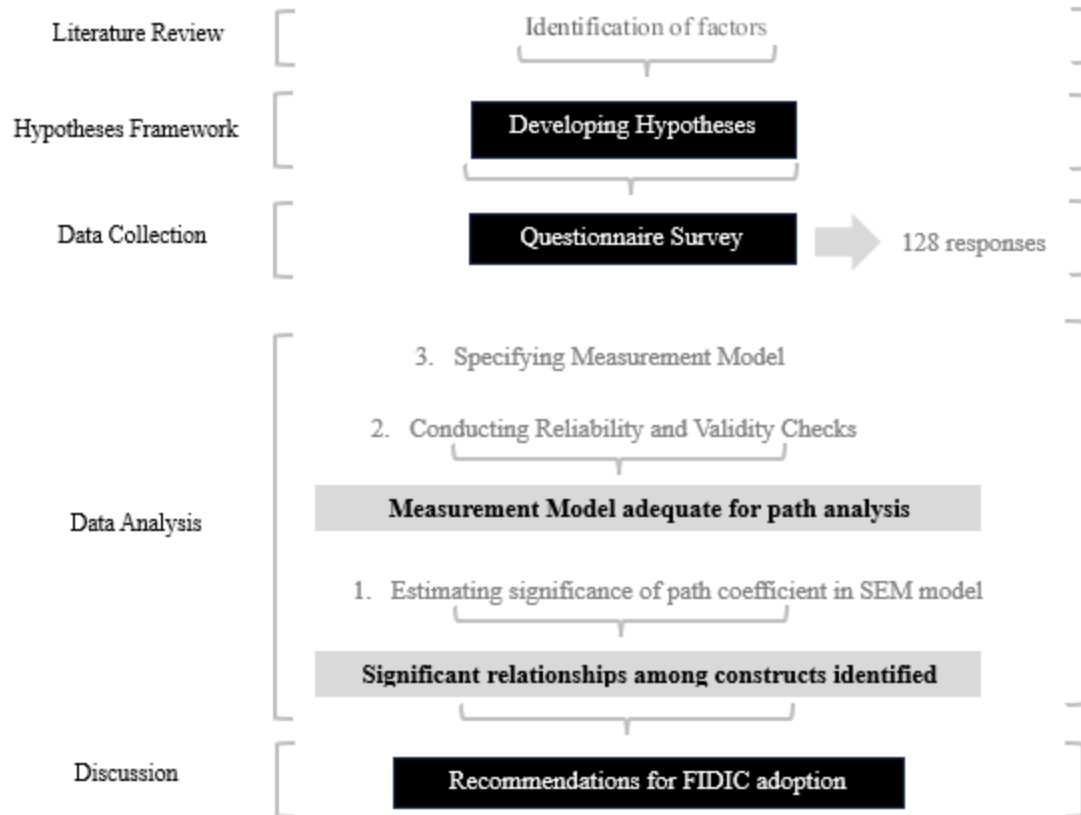 Literature Review
Identification of factors
Hypotheses Framework
Developing Hypotheses
Data Collection
Questionnaire Survey
128 responses
Data Analysis
3. Specifying Measurement Model
2. Conducting Reliability and Validity Checks
Measurement Model adequate for path analysis
1. Estimating significance of path coefficient in SEM model
Significant relationships among constructs identified
Discussion
Recommendations for FIDIC adoption